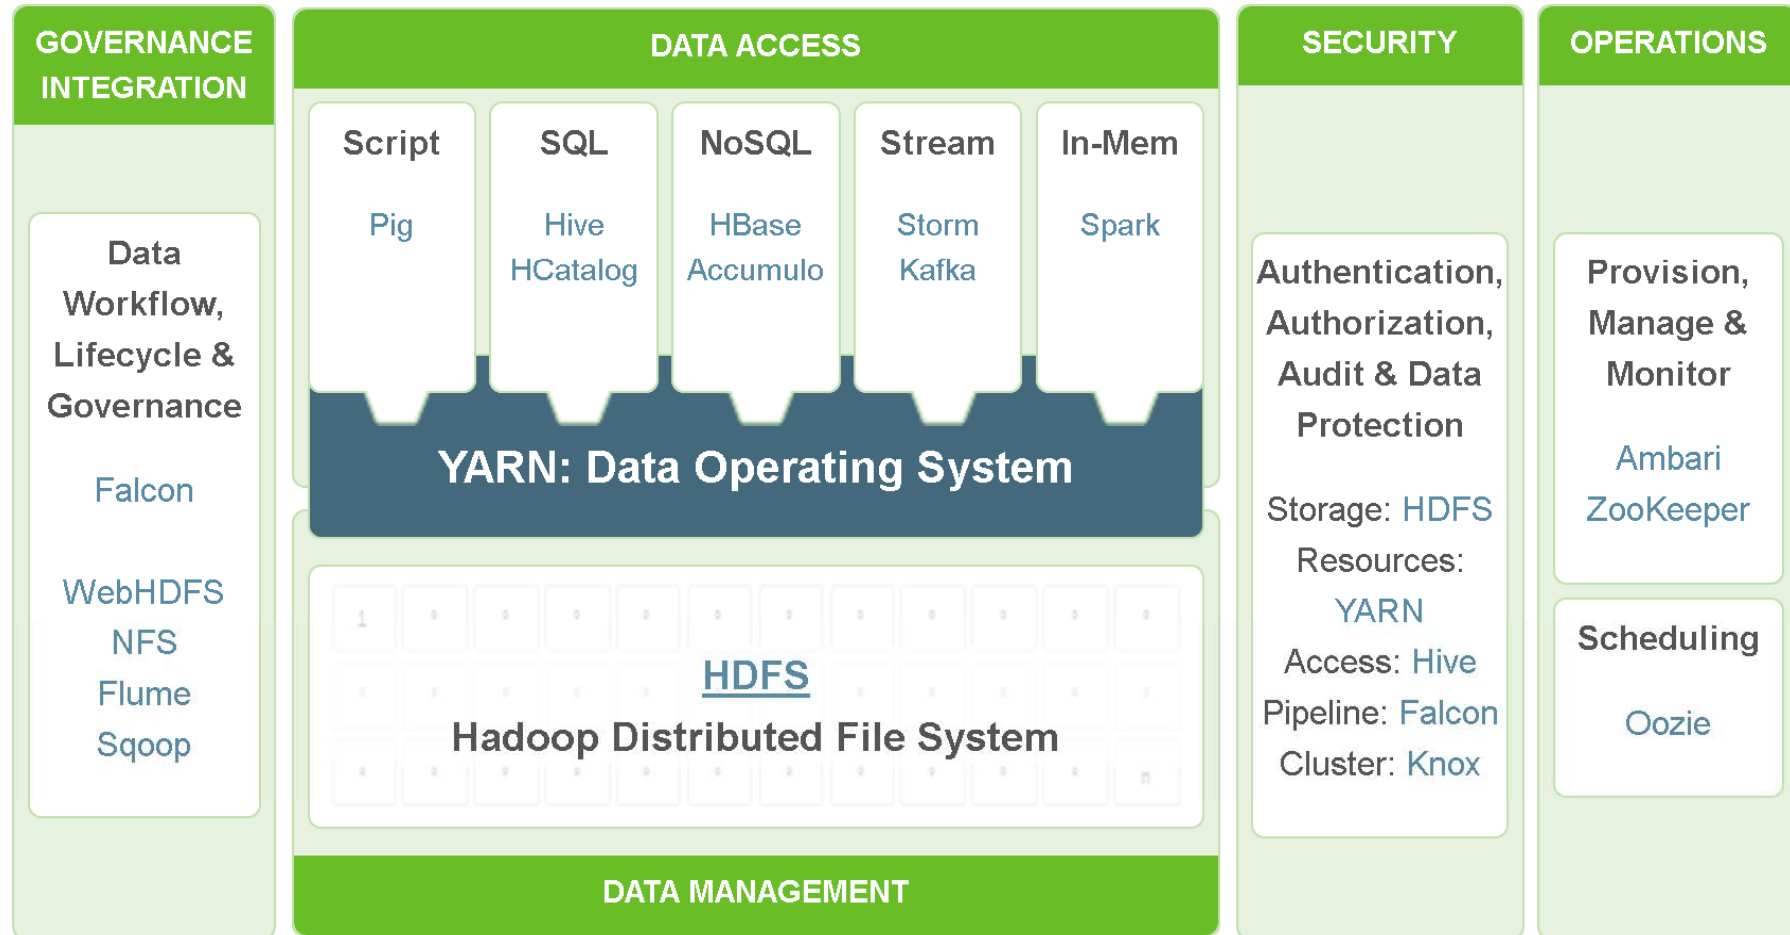 GOVERNANCE
INTEGRATION
Data
Workflow,
Lifecycle &
Governance
Falcon
WebHDFS
NFS
Flume
Sqoop
DATA ACCESS
Script
Pig
SQL
Hive
HCatalog
NoSQL
HBase
Accumulo
Stream
Storm
Kafka
In-Mem
Spark
YARN: Data Operating System
1
HDFS
Hadoop Distributed File System
n
DATA MANAGEMENT
SECURITY
Authentication,
Authorization,
Audit & Data
Protection
Storage: HDFS
Resources:
YARN
Access: Hive
Pipeline: Falcon
Cluster: Knox
OPERATIONS
Provision,
Manage &
Monitor
Ambari
ZooKeeper
Scheduling
Oozie